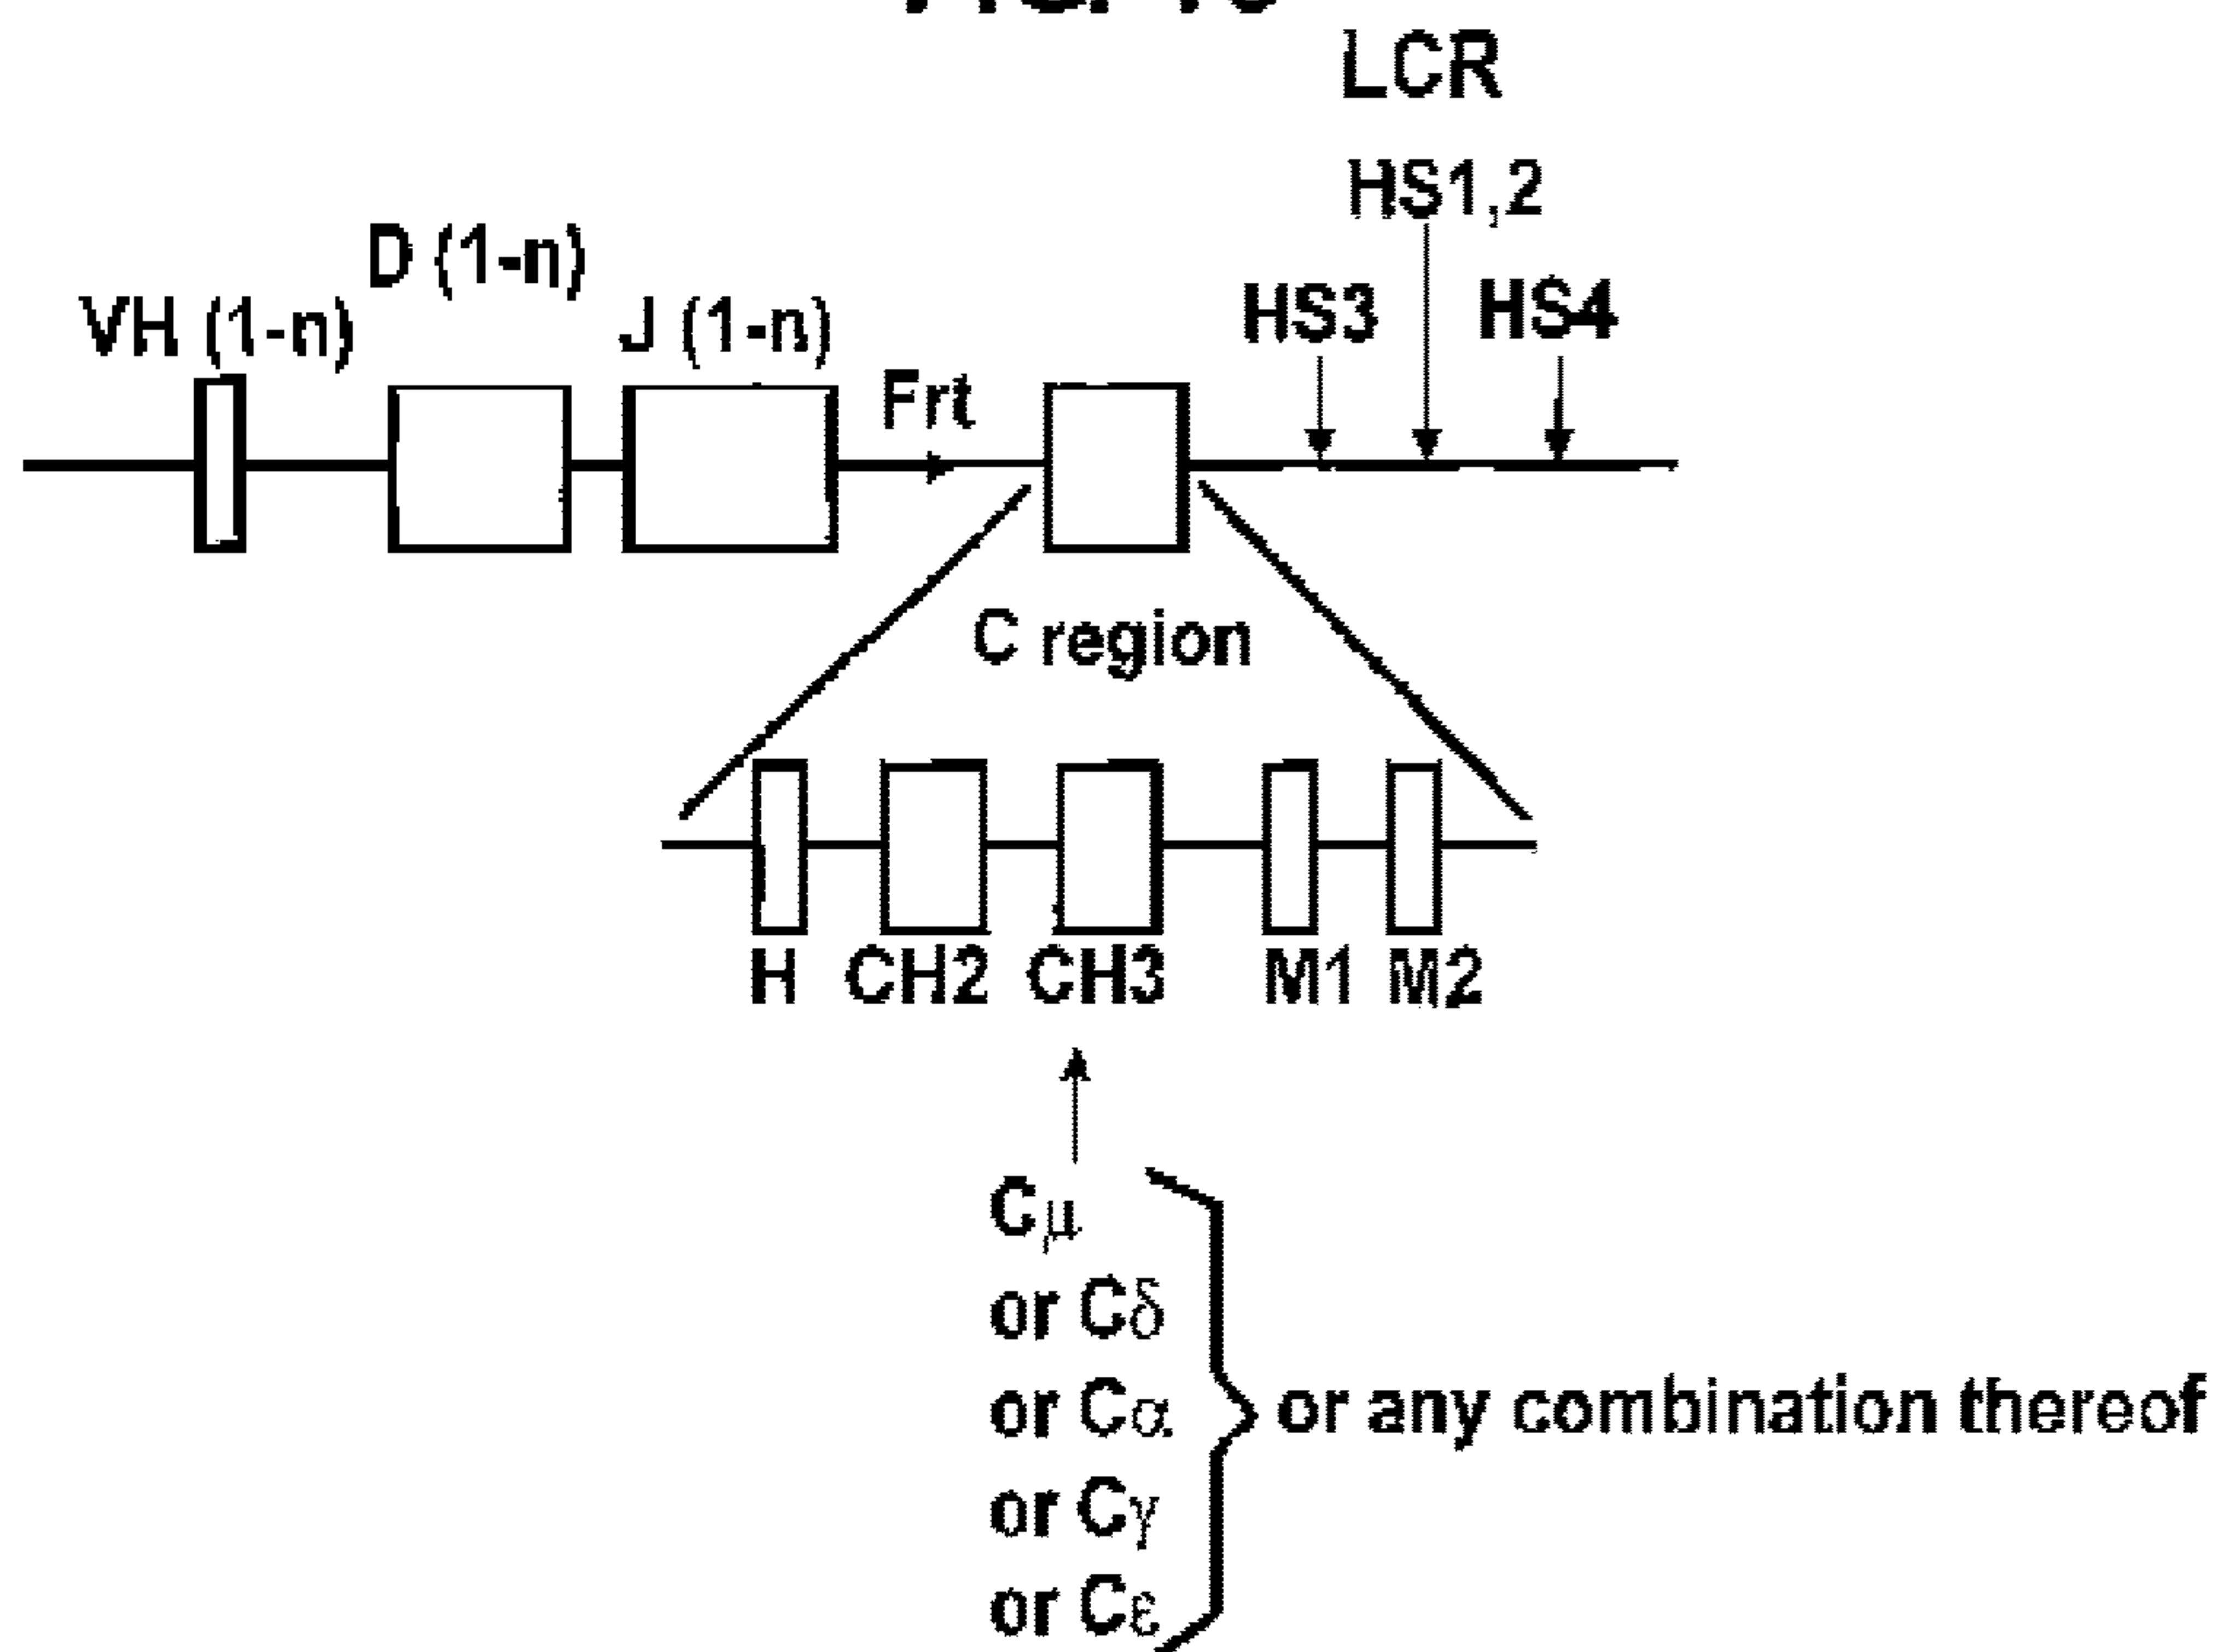 LCR
HS1,2
D (1-n)
HS3
HS4
VH (1-n)
J (1-n)
Frt
C region
H CH2 CH3 M1 M2
Cμ
or Cδ
or Cα
or Cγ
or Cε
or any combination thereof